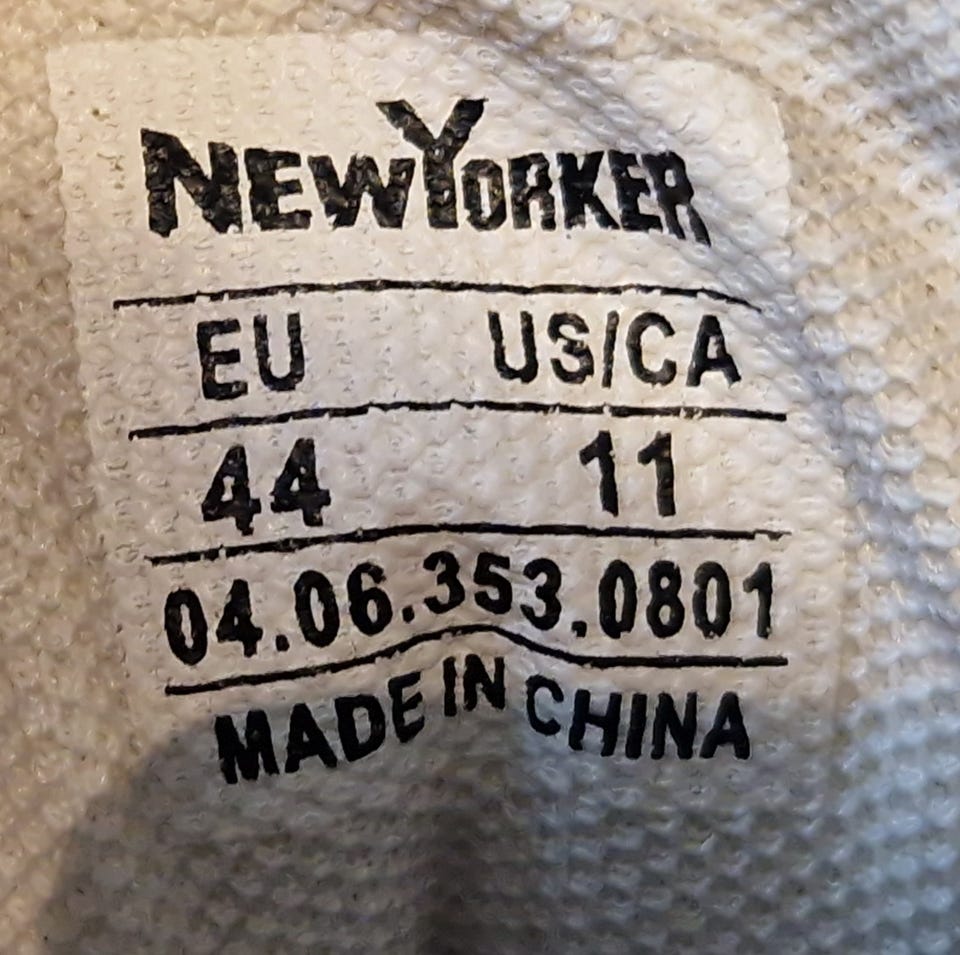 NEWYORKER
EU US/CA
44 11
04.06.353.0801
MADE IN CHINA